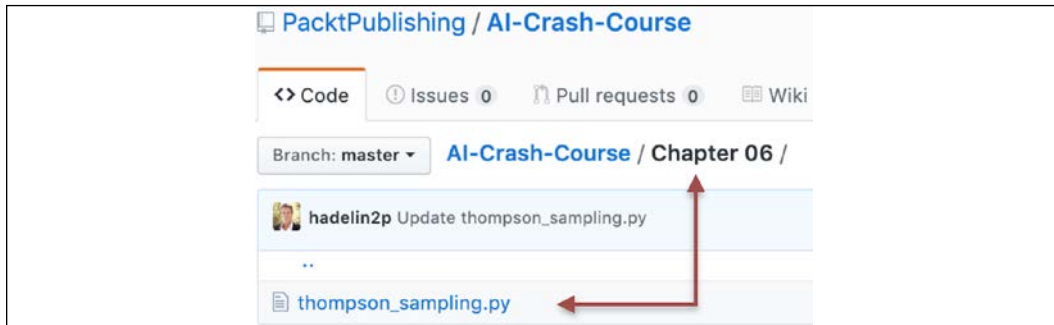 PacktPublishing / AI-Crash-Course
<> Code Issues 0 Pull requests 0 Wiki
Branch: master AI-Crash-Course / Chapter 06 /
hadelin2p Update thompson_sampling.py
..
thompson_sampling.py